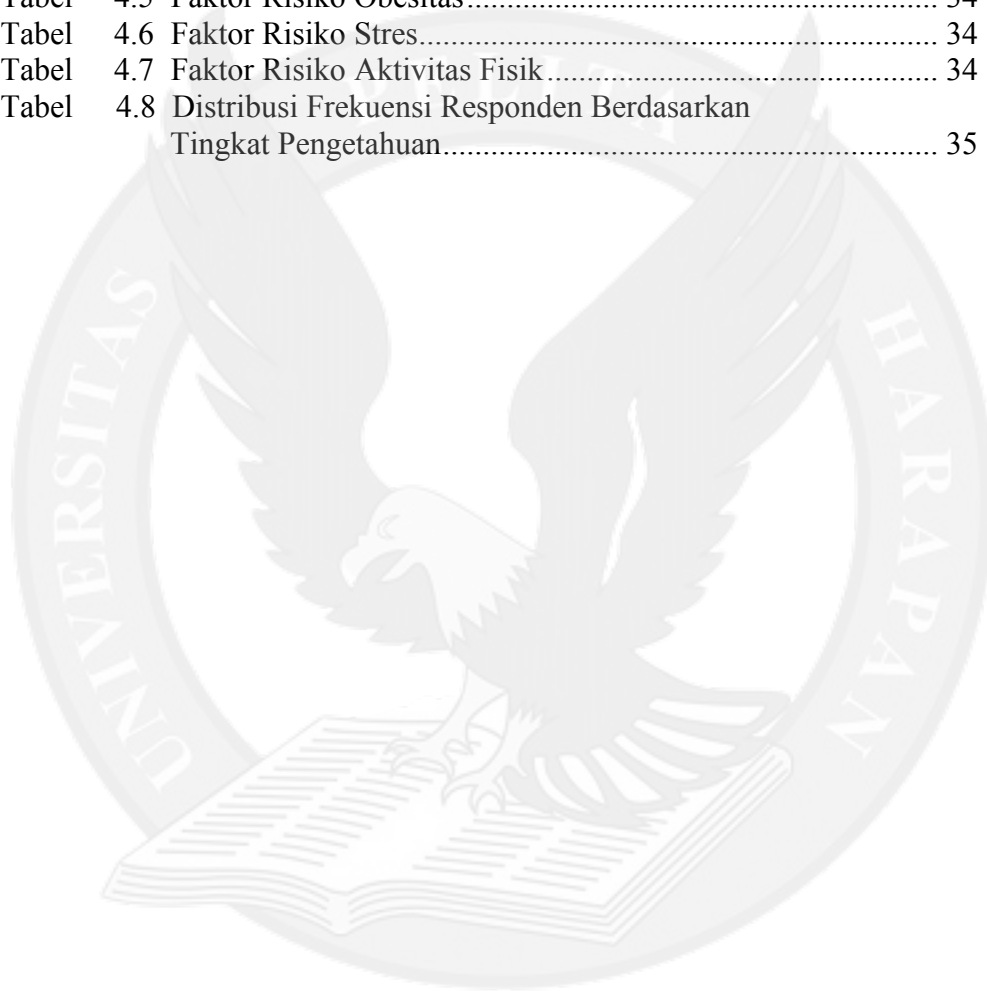 Tabel 4.5 Faktor Risiko Obesitas.......................................................... 34
Tabel 4.6 Faktor Risiko Stres................................................................ 34
Tabel 4.7 Faktor Risiko Aktivitas Fisik................................................ 34
Tabel 4.8 Distribusi Frekuensi Responden Berdasarkan
Tingkat Pengetahuan............................................................. 35
UNIVERSITAS PELITA HARAPAN